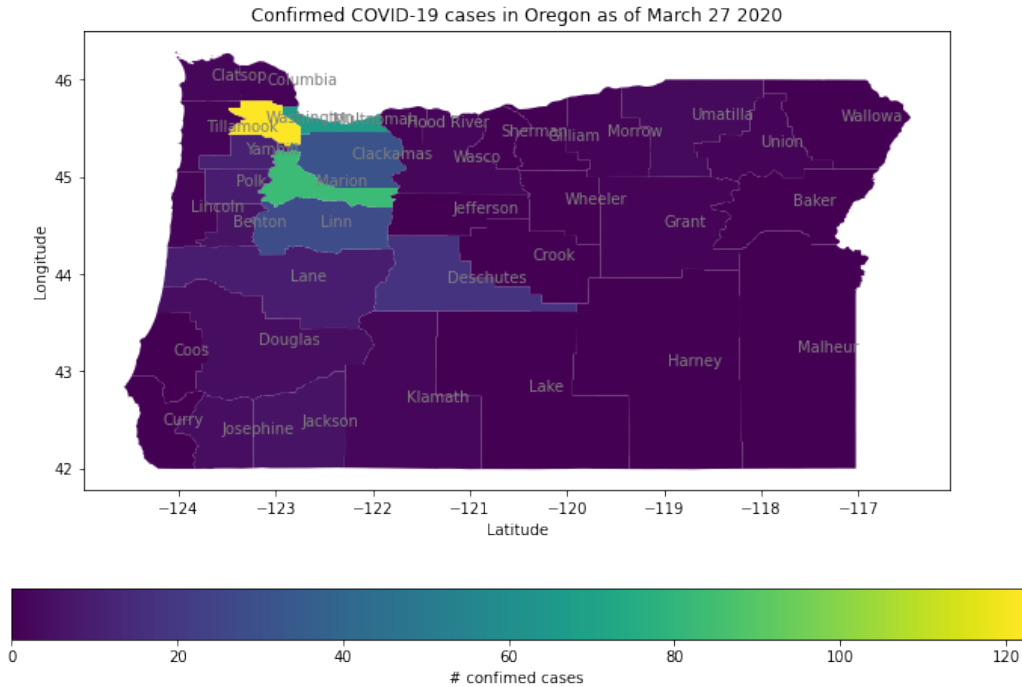 Confirmed COVID-19 cases in Oregon as of March 27 2020
46
45
44
43
42
Longitude
Clatsop
Columbia
Washington
Multnomah
Hood River
Tillamook
Sherman
Gilliam
Morrow
Umatilla
Union
Wallowa
Yamhill
Clackamas
Wasco
Polk
Marion
Lincoln
Benton
Linn
Jefferson
Wheeler
Grant
Baker
Crook
Lane
Deschutes
Coos
Douglas
Klamath
Lake
Harney
Malheur
Curry
Josephine
Jackson
−124 −123 −122 −121 −120 −119 −118 −117
Latitude
0 20 40 60 80 100 120
# confimed cases